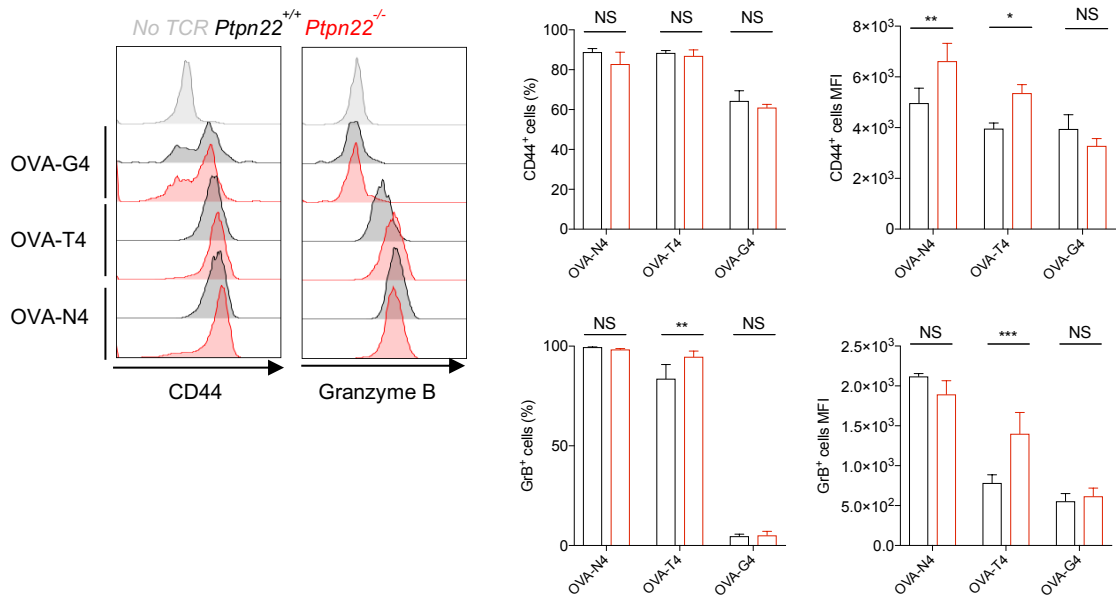 No TCR Ptpn22+/+ Ptpn22-/-
OVA-G4
OVA-T4
OVA-N4
CD44
Granzyme B
NS NS NS
100
80
60
40
20
0
CD44+ cells (%)
OVA-N4 OVA-T4 OVA-G4
** * NS
8×10³
6×10³
4×10³
2×10³
0
CD44+ cells MFI
OVA-N4 OVA-T4 OVA-G4
NS ** NS
100
50
0
GrB+ cells (%)
OVA-N4 OVA-T4 OVA-G4
NS *** NS
2.5×10³
2.0×10³
1.5×10³
1.0×10³
5.0×10²
0.0
GrB+ cells MFI
OVA-N4 OVA-T4 OVA-G4